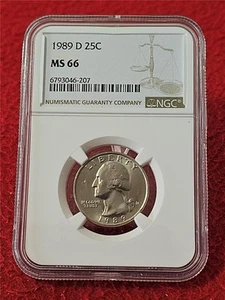 1989 D 25C
MS 66
6793046-207
NUMISMATIC GUARANTY COMPANY
NGC
LIBERTY
IN GOD WE
TRUST
1989